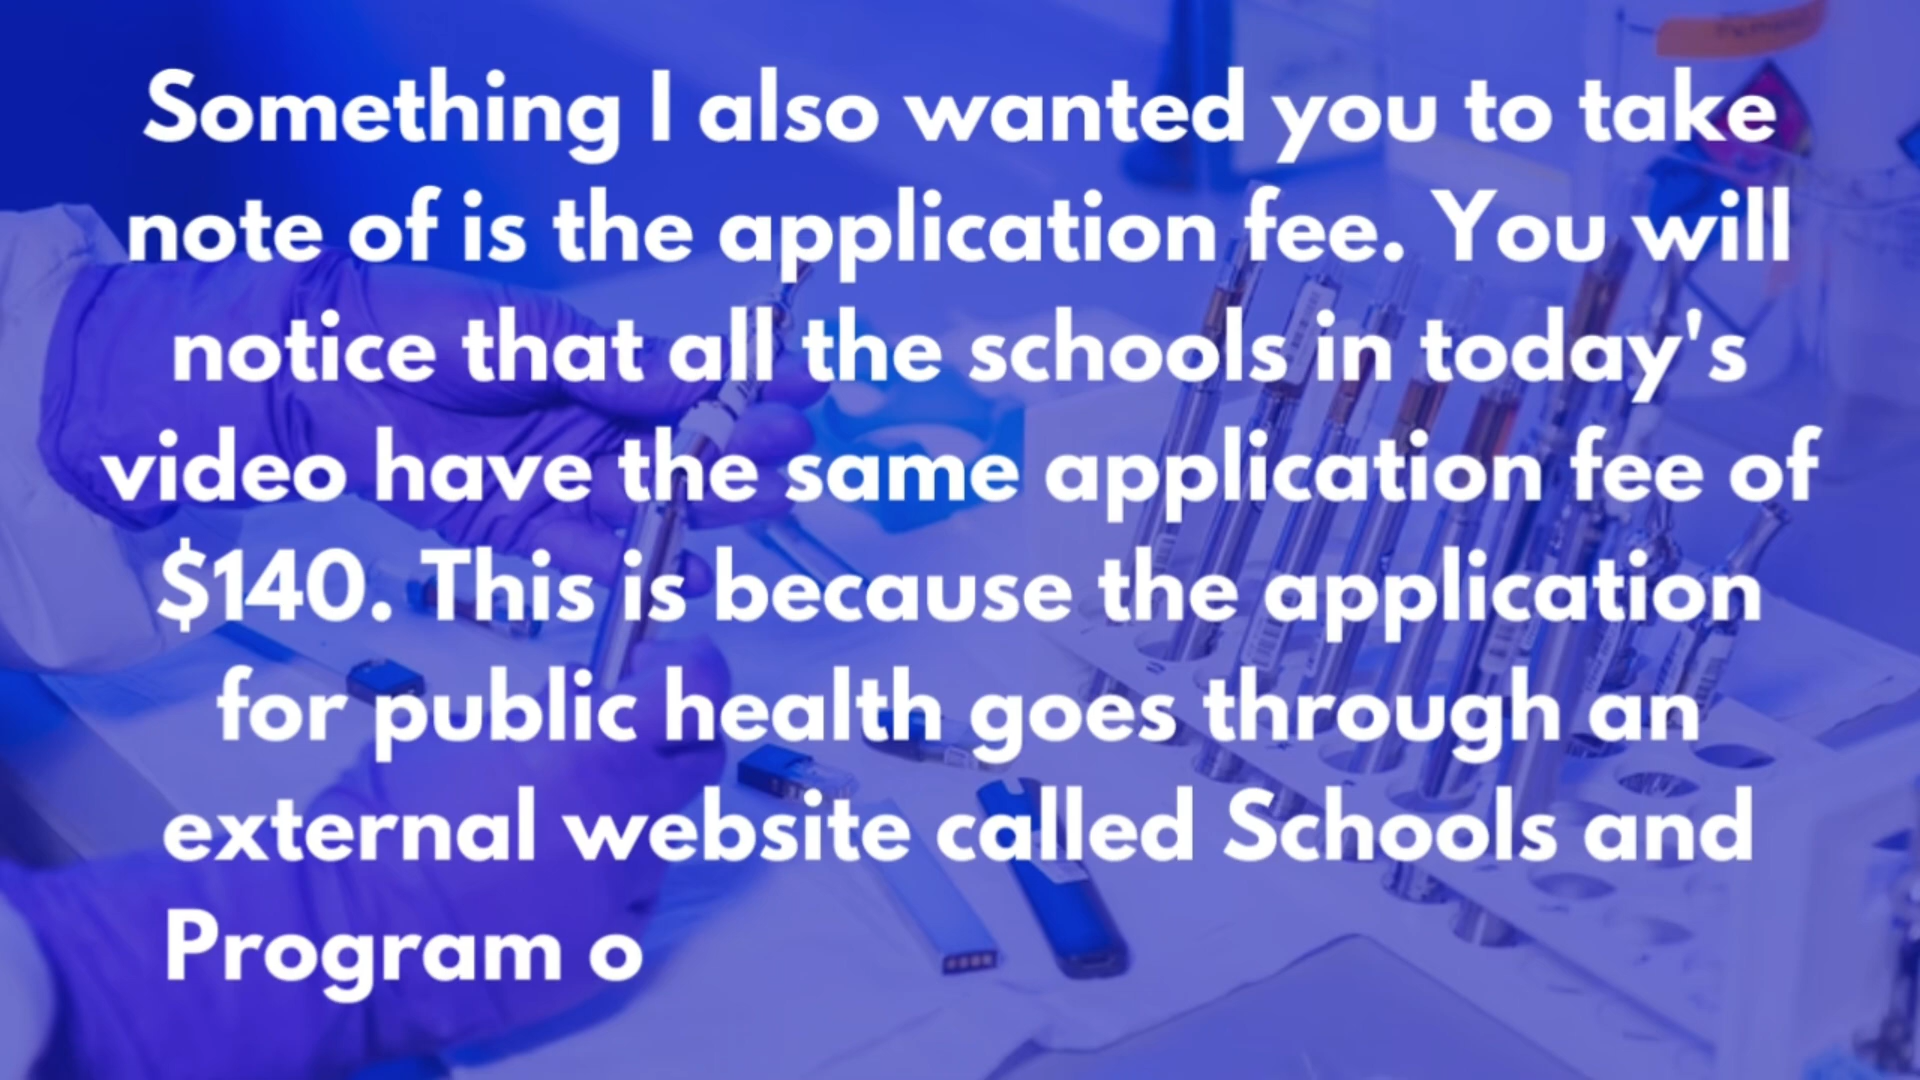 Something I also wanted you to take
note of is the application fee. You will
notice that all the schools in today's
video have the same application fee of
$140. This is because the application
for public health goes through an
external website called Schools and
Program o